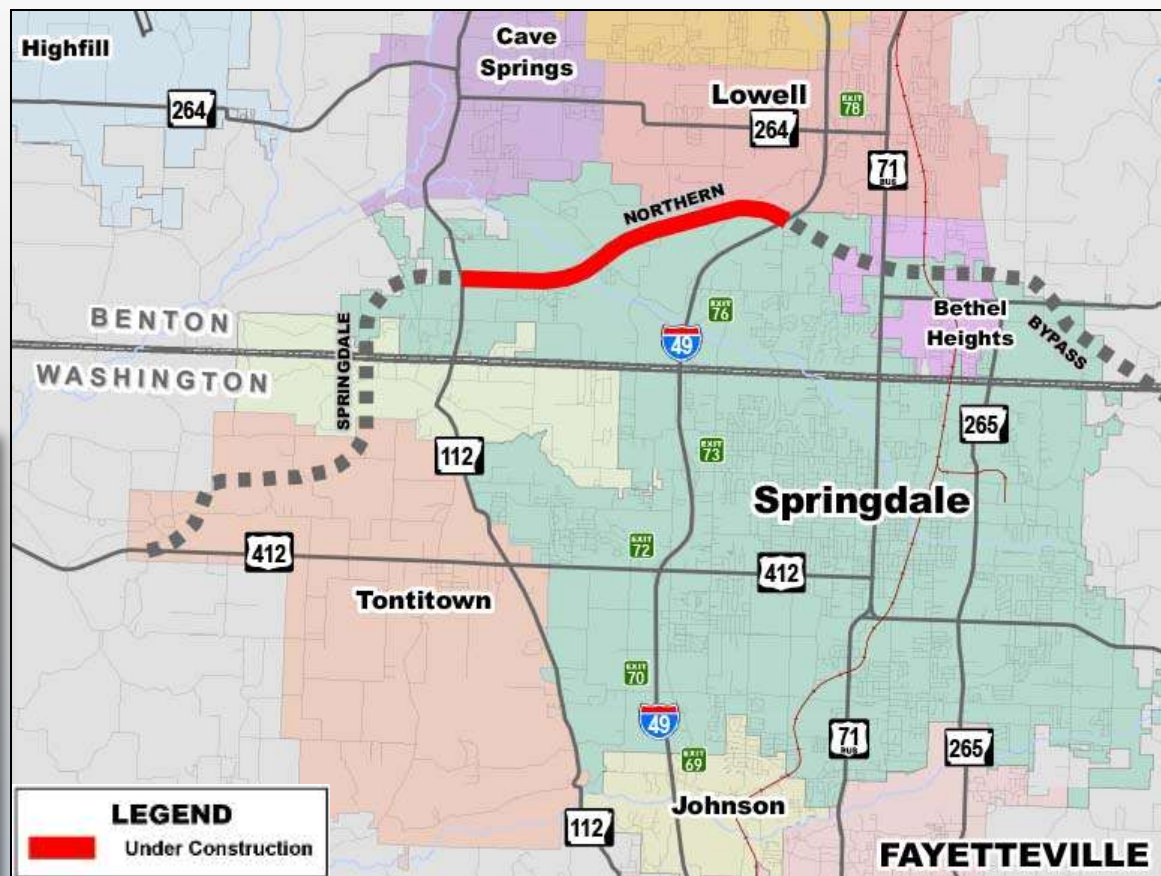 Highfill
Cave
Springs
Lowell
EXIT
78
264
264
71
BUS
NORTHERN
EXIT
76
Bethel
Heights
BYPASS
BENTON
WASHINGTON
SPRINGDALE
49
112
EXIT
73
265
Springdale
412
EXIT
72
412
Tontitown
EXIT
70
49
71
BUS
265
EXIT
69
Johnson
112
FAYETTEVILLE
LEGEND
Under Construction